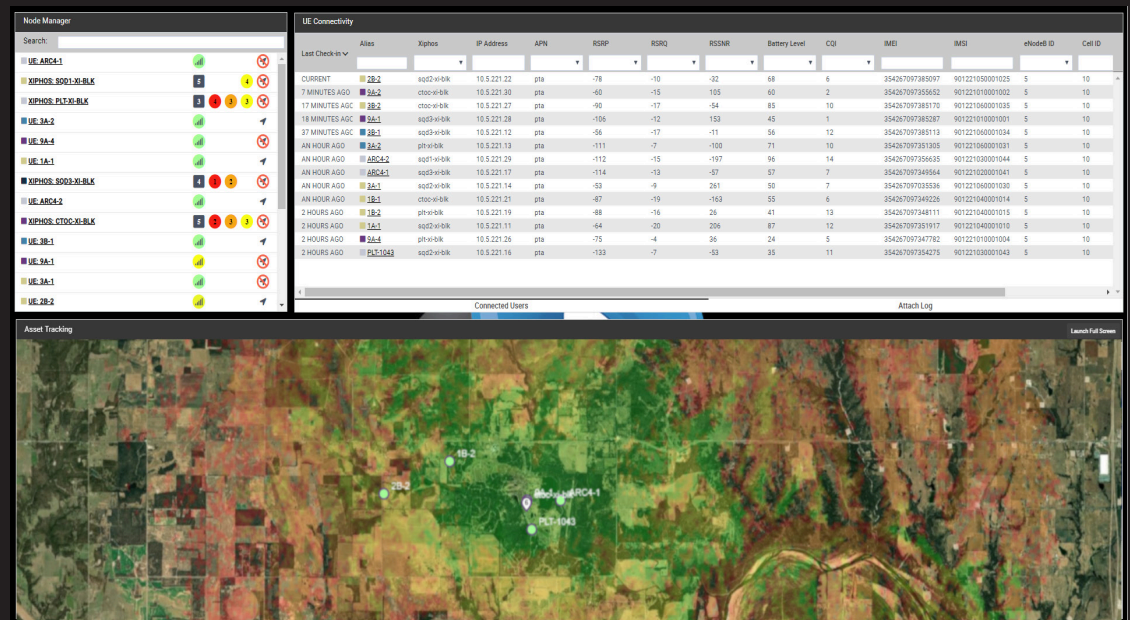 Node Manager
Search:
UE: ARC4-1
XIPHOS: SQD1-XI-BLK 5 4
XIPHOS: PLT-XI-BLK 3 4 3 3
UE: 3A-2
UE: 9A-4
UE: 1A-1
XIPHOS: SQD3-XI-BLK 4
UE: ARC4-2
XIPHOS: CTOC-XI-BLK 5 3 3
UE: 3B-1
UE: 9A-1
UE: 3A-1
UE: 2B-2
UE Connectivity
Last Check-in Alias Xiphos IP Address APN RSRP RSRQ RSSNR Battery Level CQI IMEI IMSI eNodeB ID Cell ID
CURRENT 2B-2 sqd2-xi-blk 10.5.221.22 pta -78 -10 -32 68 6 354267097385097 901221050001025 5 10
7 MINUTES AGO 9A-2 ctoc-xi-blk 10.5.221.30 pta -60 -15 105 60 2 354267097355652 901221010001002 5 10
17 MINUTES AGO 3B-2 ctoc-xi-blk 10.5.221.27 pta -90 -17 -54 85 10 354267097385170 901221060001035 5 10
18 MINUTES AGO 9A-1 sqd3-xi-blk 10.5.221.28 pta -106 -12 153 45 1 354267097385287 901221010001001 5 10
37 MINUTES AGO 3B-1 sqd3-xi-blk 10.5.221.12 pta -56 -17 -11 56 12 354267097385113 901221060001034 5 10
AN HOUR AGO 3A-2 plt-xi-blk 10.5.221.13 pta -111 -7 -100 71 10 354267097351305 901221060001031 5 10
AN HOUR AGO ARC4-2 sqd1-xi-blk 10.5.221.29 pta -112 -15 -197 96 14 354267097356635 901221030001044 5 10
AN HOUR AGO ARC4-1 sqd3-xi-blk 10.5.221.17 pta -114 -13 -57 57 7 354267097349564 901221020001041 5 10
AN HOUR AGO 3A-1 sqd2-xi-blk 10.5.221.14 pta -53 -9 261 50 7 354267097035536 901221060001030 5 10
AN HOUR AGO 1B-1 ctoc-xi-blk 10.5.221.21 pta -87 -19 -163 55 6 354267097349226 901221040001014 5 10
2 HOURS AGO 1B-2 plt-xi-blk 10.5.221.19 pta -88 -16 26 41 13 354267097348111 901221040001015 5 10
2 HOURS AGO 1A-1 sqd2-xi-blk 10.5.221.11 pta -64 -20 206 87 12 354267097351917 901221040001010 5 10
2 HOURS AGO 9A-4 plt-xi-blk 10.5.221.26 pta -75 -4 36 24 5 354267097347782 901221010001004 5 10
2 HOURS AGO PLT-1043 sqd2-xi-blk 10.5.221.16 pta -133 -7 -53 35 11 354267097354275 901221030001043 5 10
Connected Users Attach Log
Asset Tracking Launch Full Screen
1B-2
2B-2
ARC4-1
PLT-1043